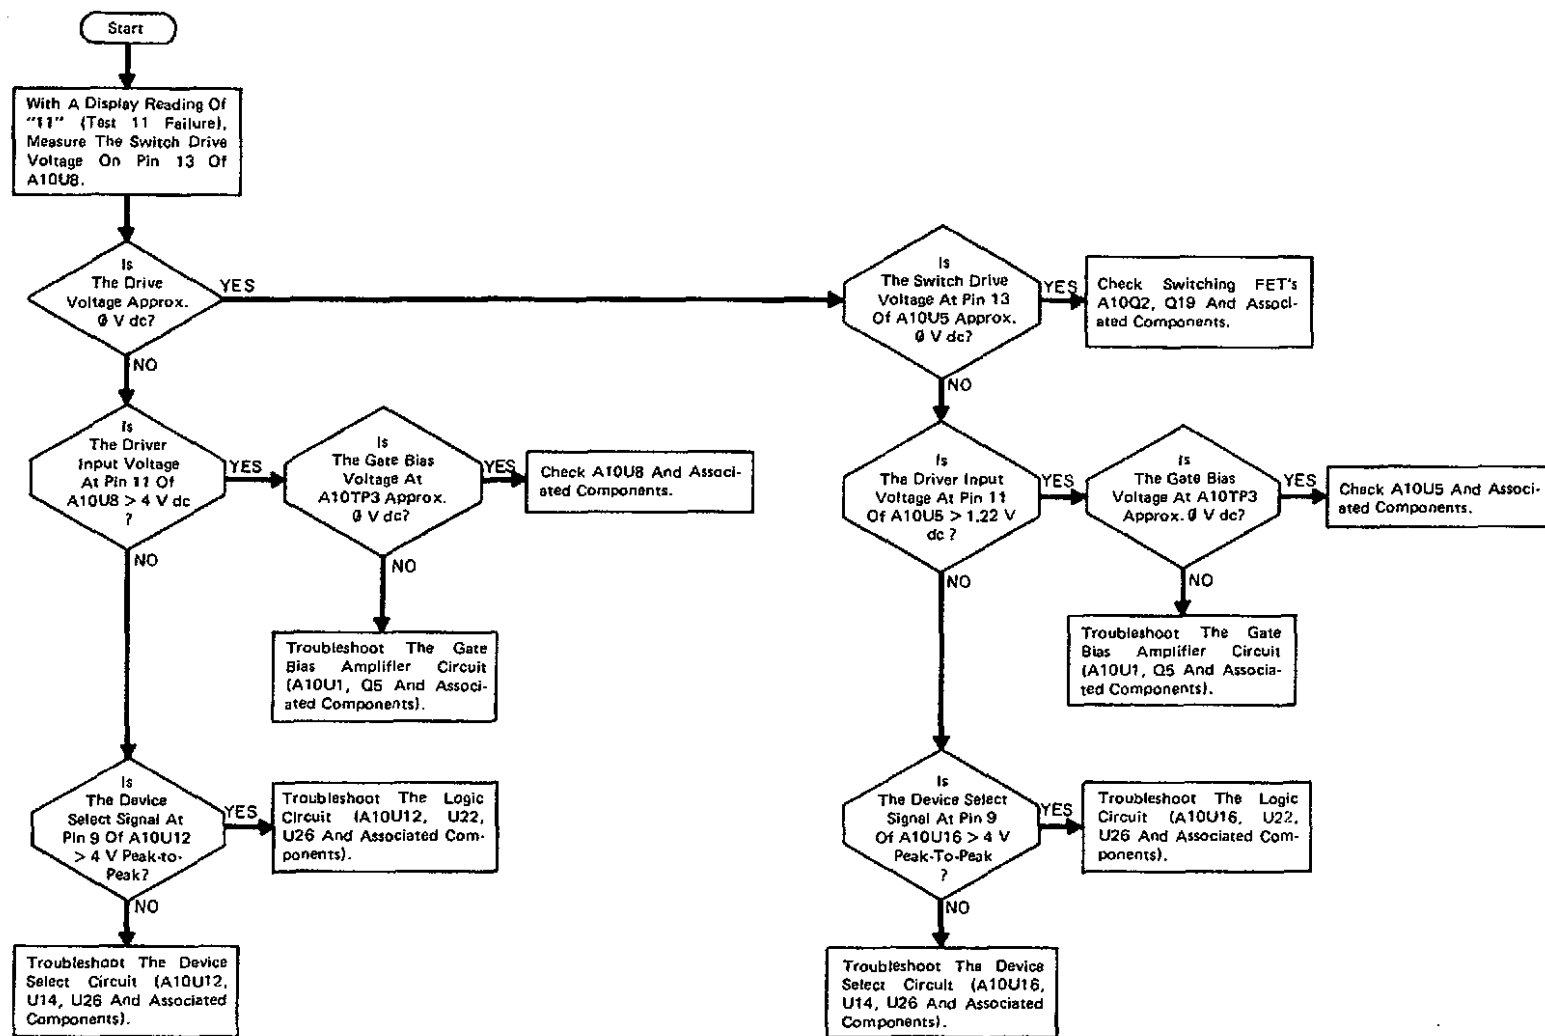 Start
With A Display Reading Of
"11" (Test 11 Failure),
Measure The Switch Drive
Voltage On Pin 13 Of
A10U8.
Is
The Drive
Voltage Approx.
0 V dc?
YES
NO
Is
The Switch Drive
Voltage At Pin 13
Of A10U5 Approx.
0 V dc?
YES
NO
Check Switching FET's
A10Q2, Q19 And Associ-
ated Components.
Is
The Driver
Input Voltage
At Pin 11 Of
A10U8 > 4 V dc
?
YES
NO
Is
The Gate Bias
Voltage At
A10TP3 Approx.
0 V dc?
YES
NO
Check A10U8 And Associ-
ated Components.
Is
The Driver Input
Voltage At Pin 11
Of A10U5 > 1.22 V
dc ?
YES
NO
Is
The Gate Bias
Voltage At A10TP3
Approx. 0 V dc?
YES
NO
Check A10U5 And Associ-
ated Components.
Troubleshoot The Gate
Bias Amplifier Circuit
(A10U1, Q5 And Associ-
ated Components).
Troubleshoot The Gate
Bias Amplifier Circuit
(A10U1, Q5 And Associa-
ted Components).
Is
The Device
Select Signal At
Pin 9 Of A10U12
> 4 V Peak-to-
Peak?
YES
NO
Troubleshoot The Logic
Circuit (A10U12, U22,
U26 And Associated Com-
ponents).
Is
The Device Select
Signal At Pin 9
Of A10U16 > 4 V
Peak-To-Peak
?
YES
NO
Troubleshoot The Logic
Circuit (A10U16, U22,
U26 And Associated Com-
ponents).
Troubleshoot The Device
Select Circuit (A10U12,
U14, U26 And Associated
Components).
Troubleshoot The Device
Select Circuit (A10U16,
U14, U26 And Associated
Components).